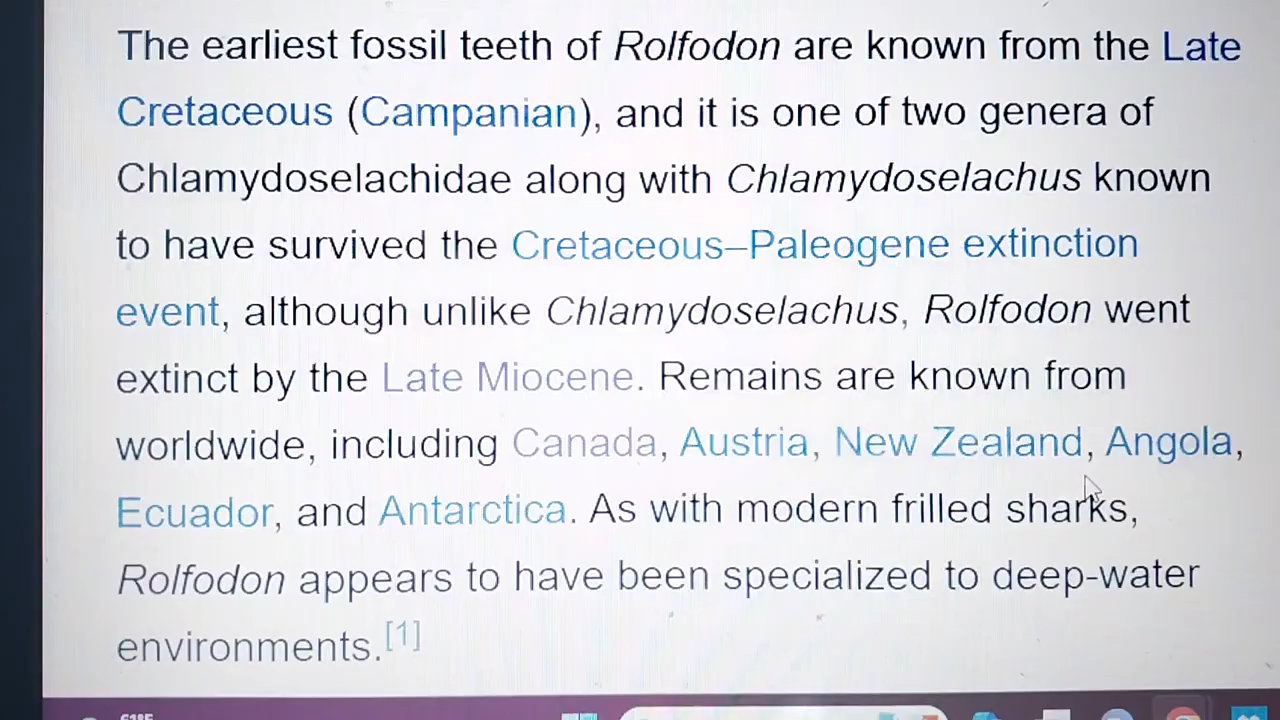 The earliest fossil teeth of Rolfodon are known from the Late
Cretaceous (Campanian), and it is one of two genera of
Chlamydoselachidae along with Chlamydoselachus known
to have survived the Cretaceous–Paleogene extinction
event, although unlike Chlamydoselachus, Rolfodon went
extinct by the Late Miocene. Remains are known from
worldwide, including Canada, Austria, New Zealand, Angola,
Ecuador, and Antarctica. As with modern frilled sharks,
Rolfodon appears to have been specialized to deep-water
environments.[1]